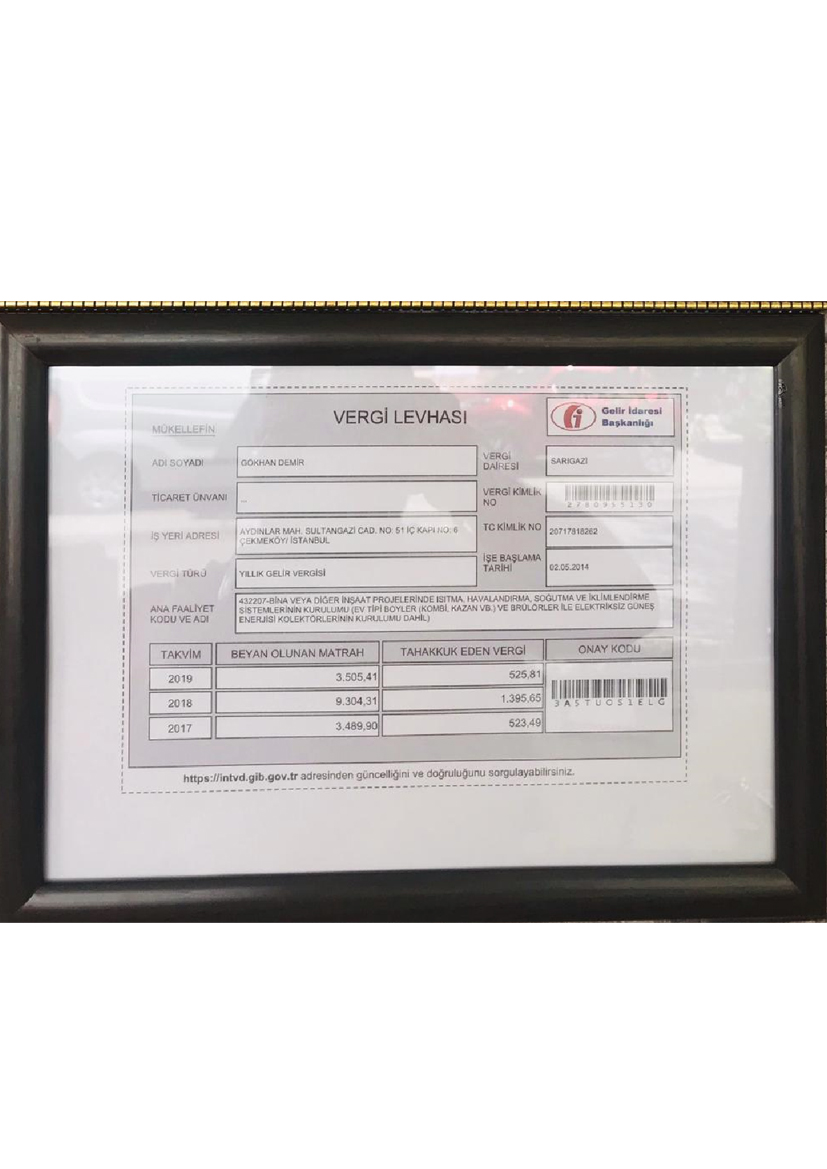 VERGİ LEVHASI
Gelir İdaresi
Başkanlığı
MÜKELLEFİN
ADI SOYADI
GÖKHAN DEMİR
VERGİ
DAİRESİ
SARIGAZİ
TİCARET ÜNVANI
--
VERGİ KİMLİK
NO
2780955150
İŞ YERİ ADRESİ
AYDINLAR MAH. SULTANGAZİ CAD. NO: 51 İÇ KAPI NO: 6
ÇEKMEKÖY/ İSTANBUL
TC KİMLİK NO
20717818262
VERGİ TÜRÜ
YILLIK GELİR VERGİSİ
İŞE BAŞLAMA
TARİHİ
02.05.2014
ANA FAALİYET
KODU VE ADI
432207-BİNA VEYA DİĞER İNŞAAT PROJELERİNDE ISITMA, HAVALANDIRMA, SOĞUTMA VE İKLİMLENDİRME
SİSTEMLERİNİN KURULUMU (EV TİPİ BOYLER (KOMBİ, KAZAN VB.) VE BRÜLÖRLER İLE ELEKTRİKSİZ GÜNEŞ
ENERJİSİ KOLEKTÖRLERİNİN KURULUMU DAHİL)
TAKVİM BEYAN OLUNAN MATRAH TAHAKKUK EDEN VERGİ ONAY KODU
2019 3.505,41 525,81
2018 9.304,31 1.395,65
3A5TUOS1ELG
2017 3.489,90 523,49
https://intvd.gib.gov.tr adresinden güncelliğini ve doğruluğunu sorgulayabilirsiniz.